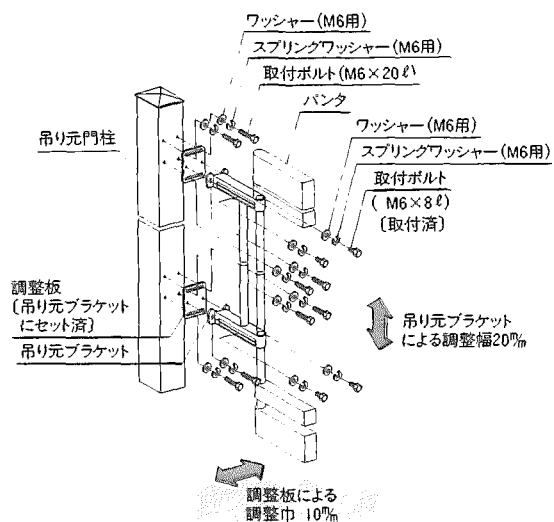 ワッシャー(M6用)
スプリングワッシャー(M6用)
取付ボルト(M6×20ℓ)
パンタ
ワッシャー(M6用)
スプリングワッシャー(M6用)
取付ボルト
(M6×8ℓ)
〔取付済〕
吊り元門柱
調整板
〔吊り元ブラケット
にセット済〕
吊り元ブラケット
吊り元ブラケット
による調整幅20m/m
調整板による
調整巾 10m/m